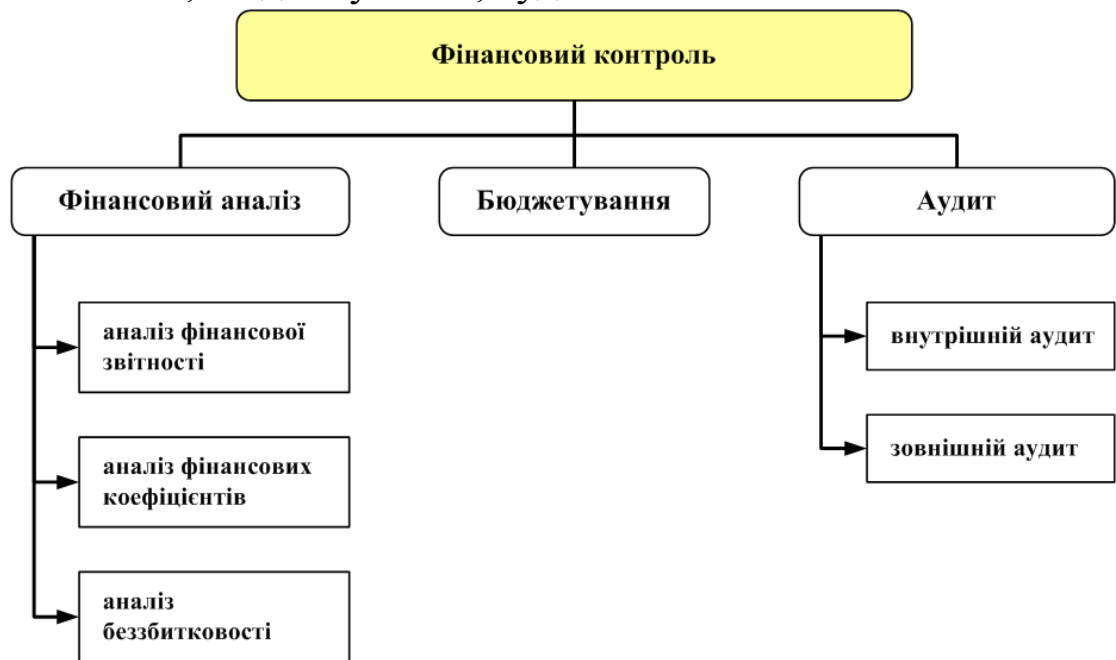 Фінансовий контроль
Фінансовий аналіз
Бюджетування
Аудит
аналіз фінансової
звітності
аналіз фінансових
коефіцієнтів
аналіз
беззбитковості
внутрішній аудит
зовнішній аудит